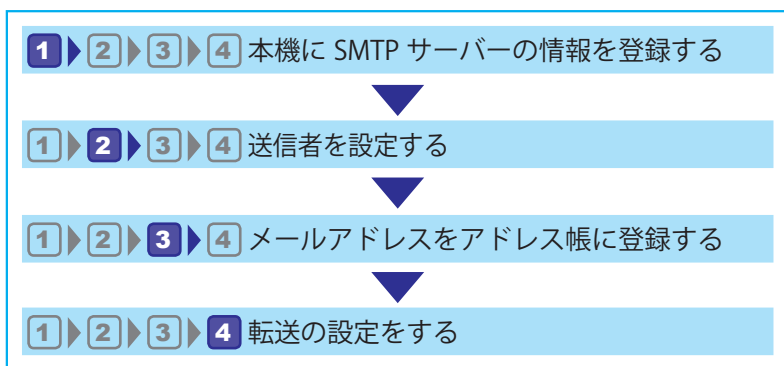 1 2 3 4 本機に SMTP サーバーの情報を登録する
1 2 3 4 送信者を設定する
1 2 3 4 メールアドレスをアドレス帳に登録する
1 2 3 4 転送の設定をする